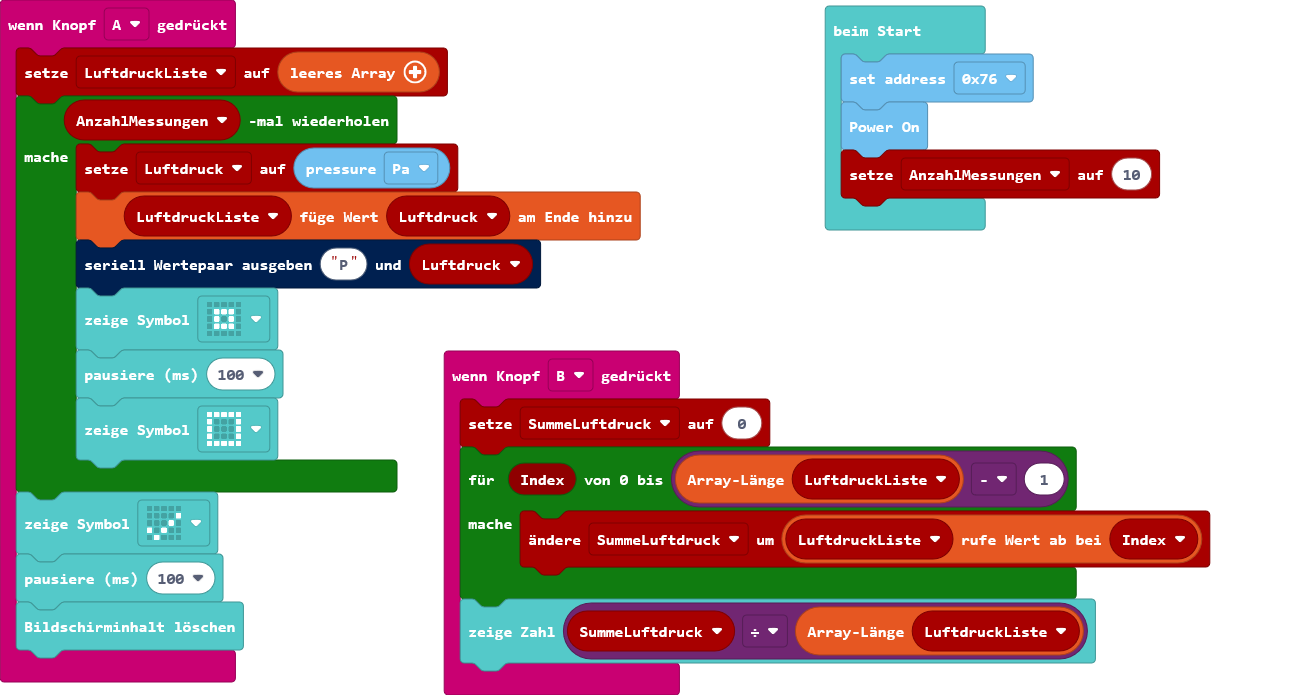 wenn Knopf A gedrückt
setze LuftdruckListe auf leeres Array
AnzahlMessungen -mal wiederholen
mache
setze Luftdruck auf pressure Pa
LuftdruckListe füge Wert Luftdruck am Ende hinzu
seriell Wertepaar ausgeben "P" und Luftdruck
zeige Symbol
pausiere (ms) 100
zeige Symbol
zeige Symbol
pausiere (ms) 100
Bildschirminhalt löschen
beim Start
set address 0x76
Power On
setze AnzahlMessungen auf 10
wenn Knopf B gedrückt
setze SummeLuftdruck auf 0
für Index von 0 bis Array-Länge LuftdruckListe - 1
mache
ändere SummeLuftdruck um LuftdruckListe rufe Wert ab bei Index
zeige Zahl SummeLuftdruck ÷ Array-Länge LuftdruckListe